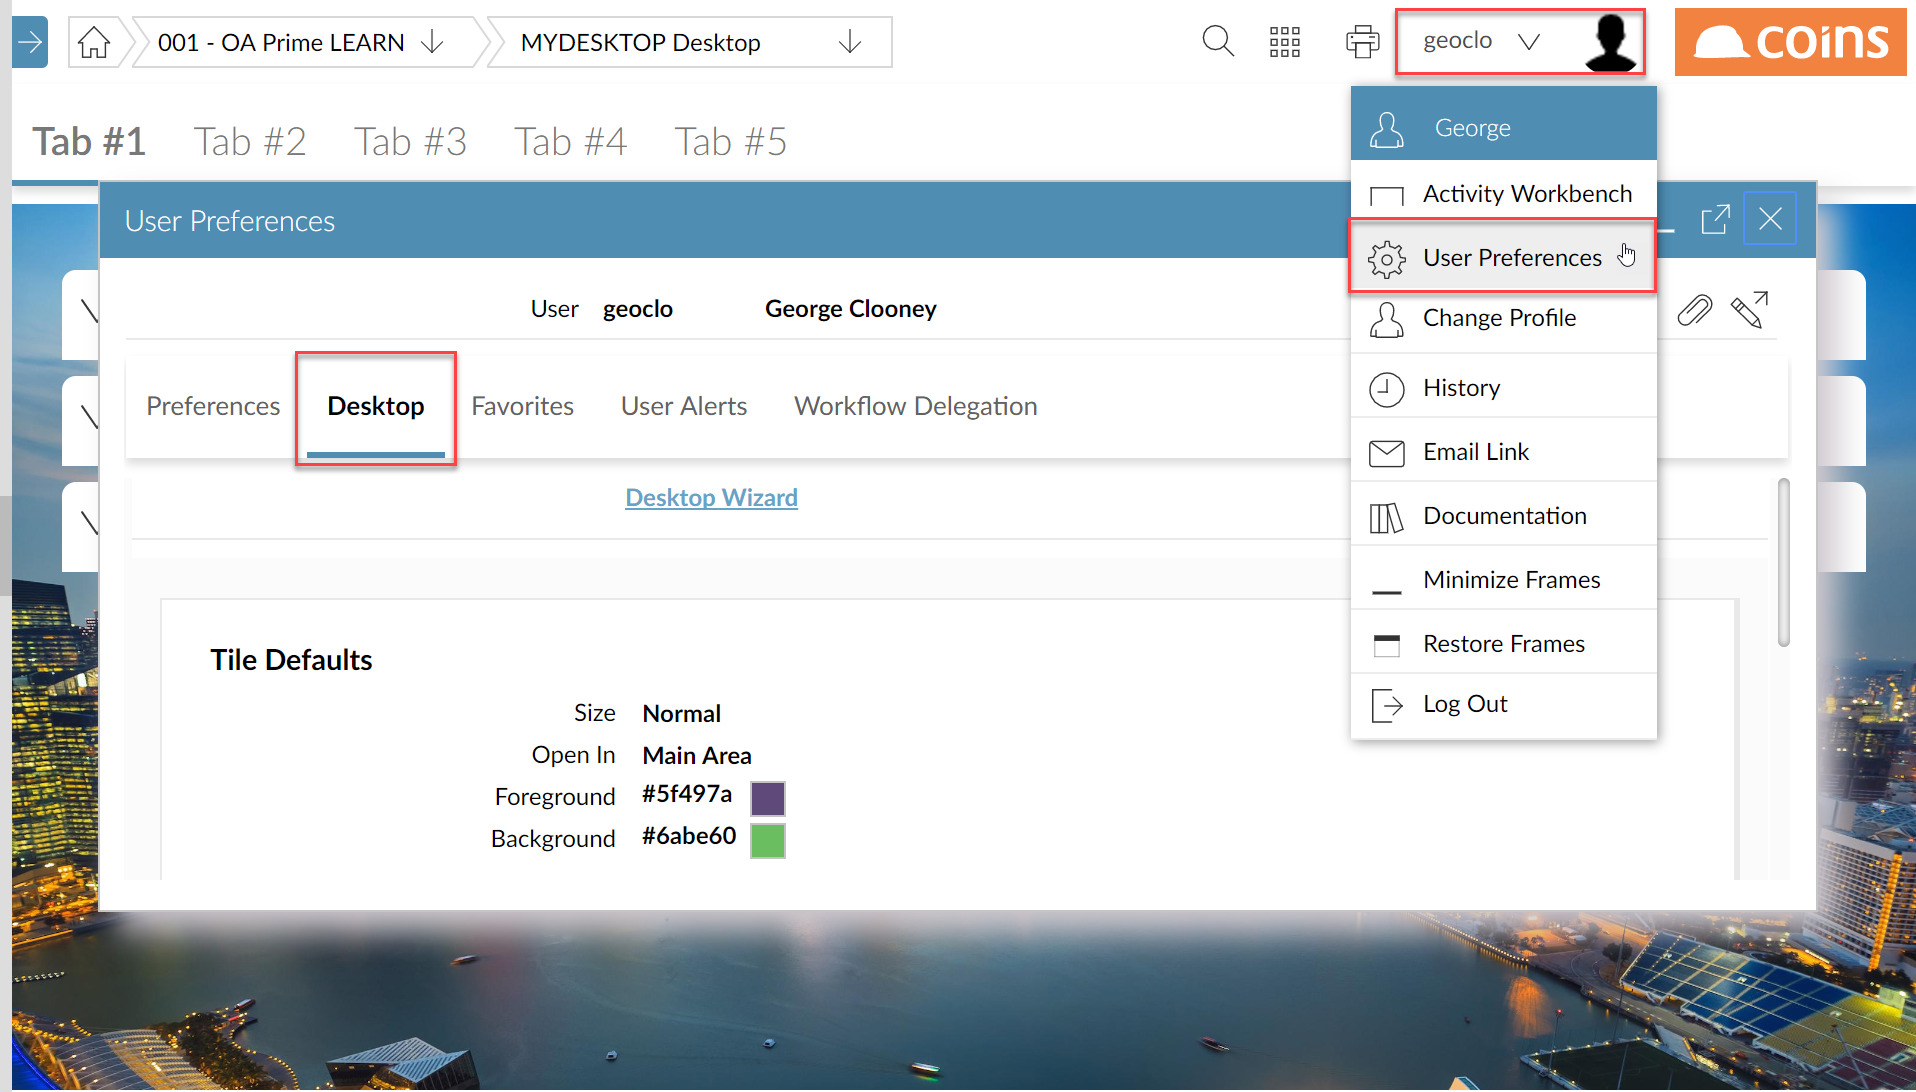 001 - OA Prime LEARN
MYDESKTOP Desktop
geoclo
coins
Tab #1 Tab #2 Tab #3 Tab #4 Tab #5
George
Activity Workbench
User Preferences
Change Profile
History
Email Link
Documentation
Minimize Frames
Restore Frames
Log Out
User Preferences
User geoclo George Clooney
Preferences Desktop Favorites User Alerts Workflow Delegation
Desktop Wizard
Tile Defaults
Size Normal
Open In Main Area
Foreground #5f497a
Background #6abe60